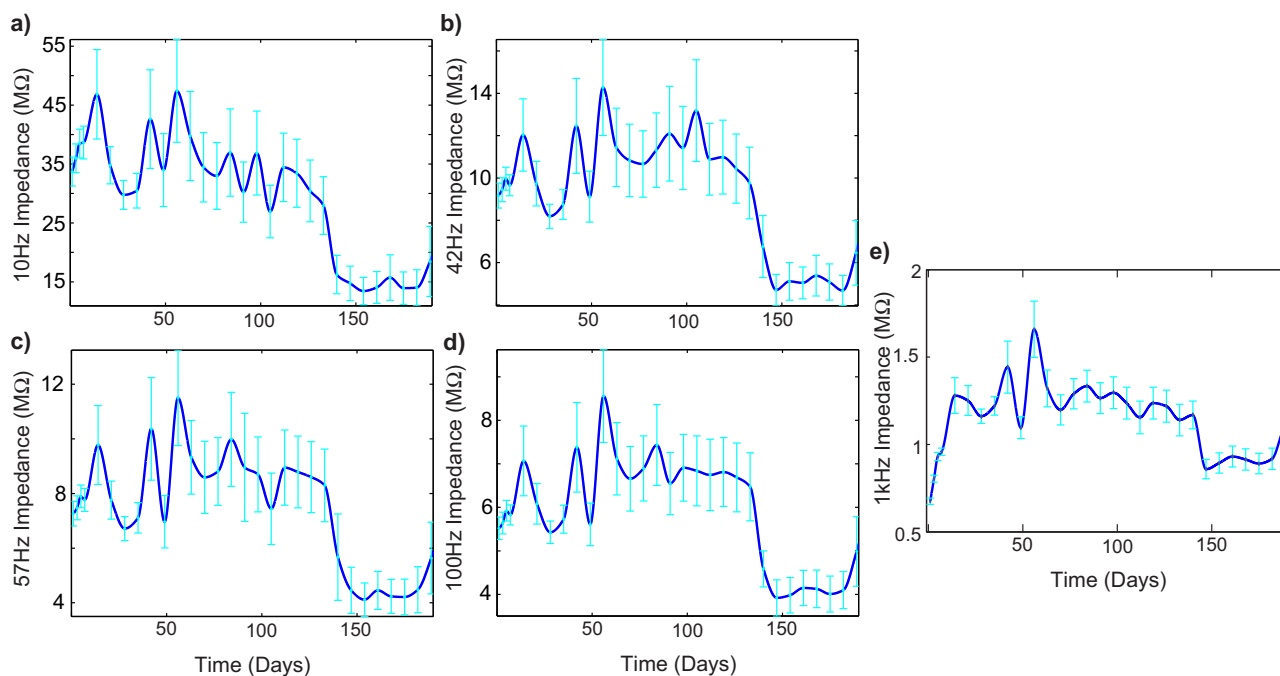 a)
55
45
35
25
15
10Hz Impedance (MΩ)
50
100
150
b)
14
10
6
42Hz Impedance (MΩ)
50
100
150
c)
12
8
4
57Hz Impedance (MΩ)
50
100
150
Time (Days)
d)
8
6
4
100Hz Impedance (MΩ)
50
100
150
Time (Days)
e)
2
1.5
1
0.5
1kHz Impedance (MΩ)
50
100
150
Time (Days)